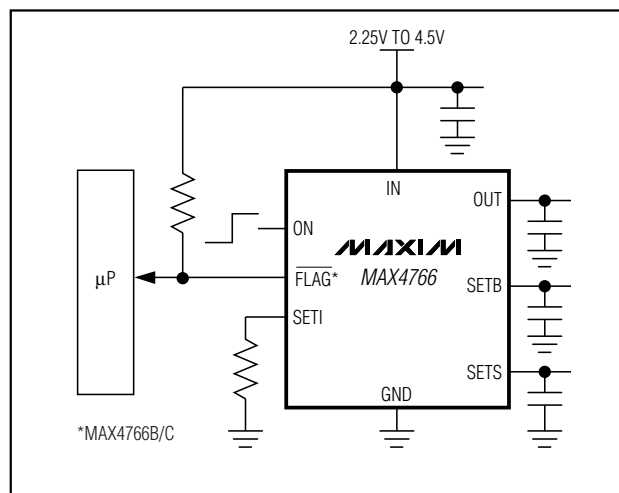 2.25V TO 4.5V
IN
OUT
ON
MAXIM
MAX4766
μP
FLAG*
SETB
SETI
SETS
GND
*MAX4766B/C